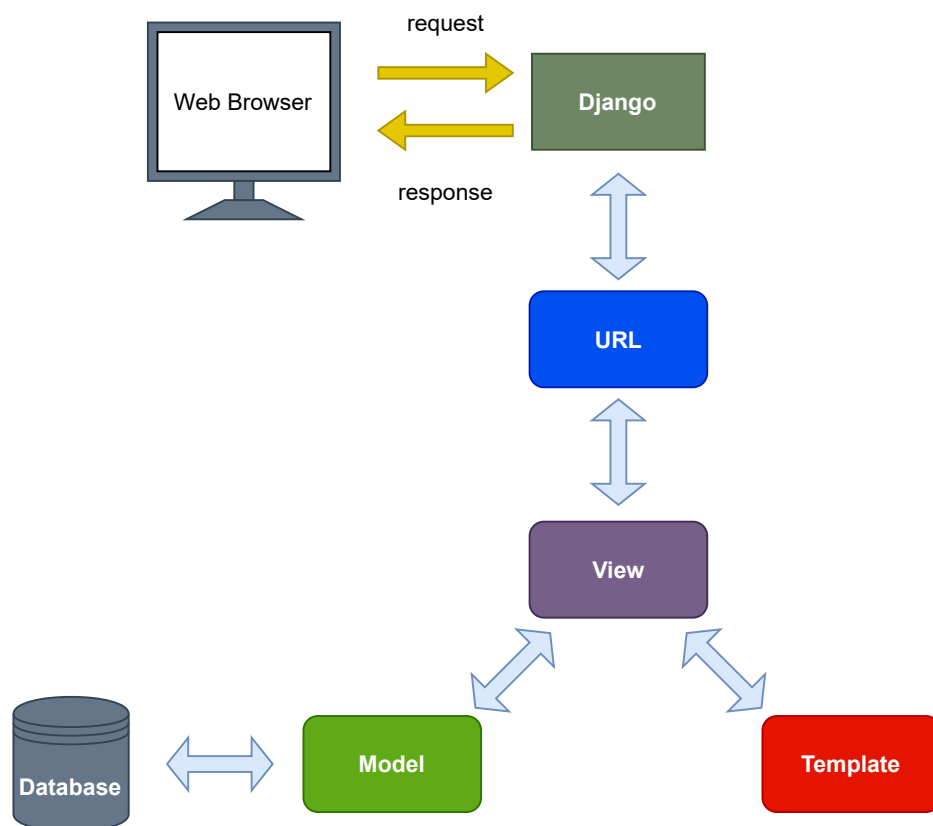 request
Web Browser
Django
response
URL
View
Model
Template
Database